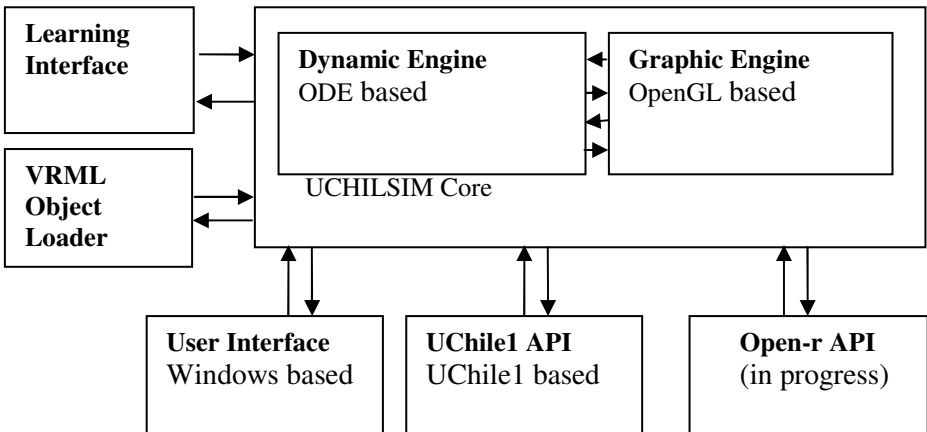 Learning
Interface
Dynamic Engine
ODE based
Graphic Engine
OpenGL based
UCHILSIM Core
VRML
Object
Loader
User Interface
Windows based
UChile1 API
UChile1 based
Open-r API
(in progress)